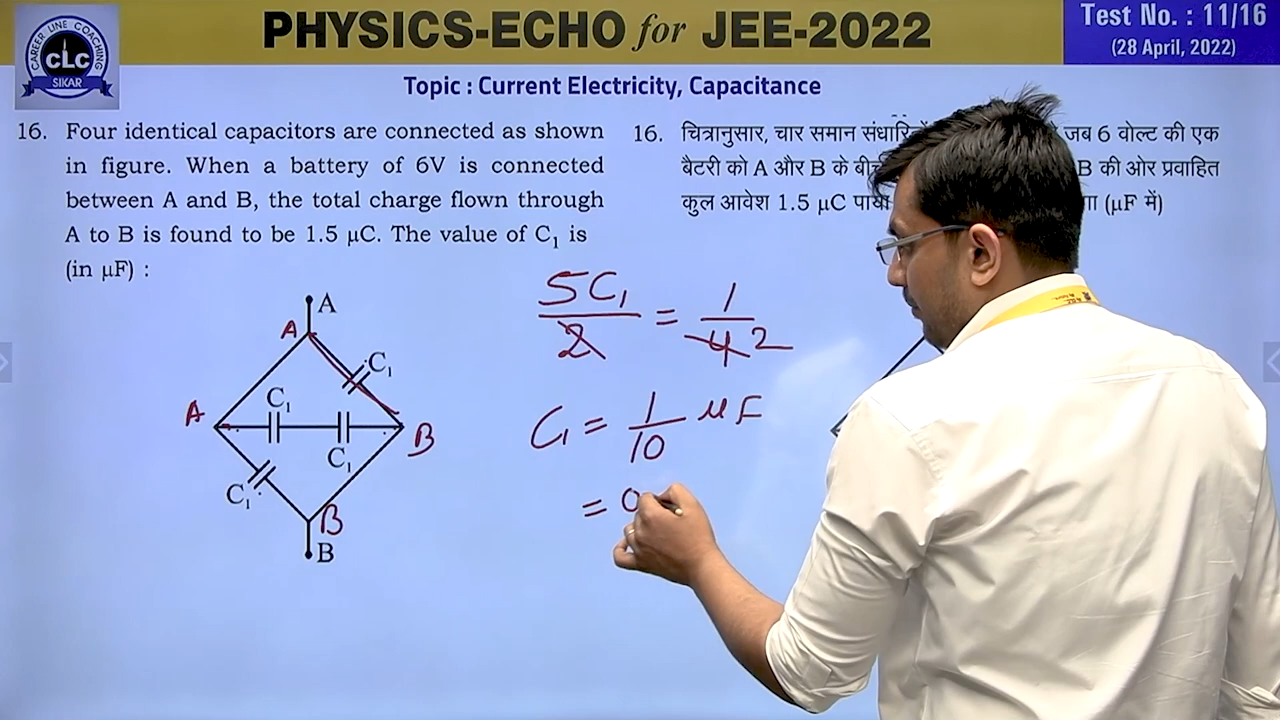 CAREER LINE COACHING
CLC
SIKAR
PHYSICS-ECHO for JEE-2022
Test No. : 11/16
(28 April, 2022)
Topic : Current Electricity, Capacitance
16. Four identical capacitors are connected as shown
in figure. When a battery of 6V is connected
between A and B, the total charge flown through
A to B is found to be 1.5 μC. The value of C₁ is
(in μF) :
16. चित्रानुसार, चार समान जब 6 वोल्ट की एक
बैटरी को A और B के B की ओर प्रवाहित
कुल आवेश 1.5 μC (μF में)
A
A
C₁
C₁
A
B
C₁
C₁
B
B
5C₁/2 = 1/4 2
C₁ = 1/10 μF
= 0